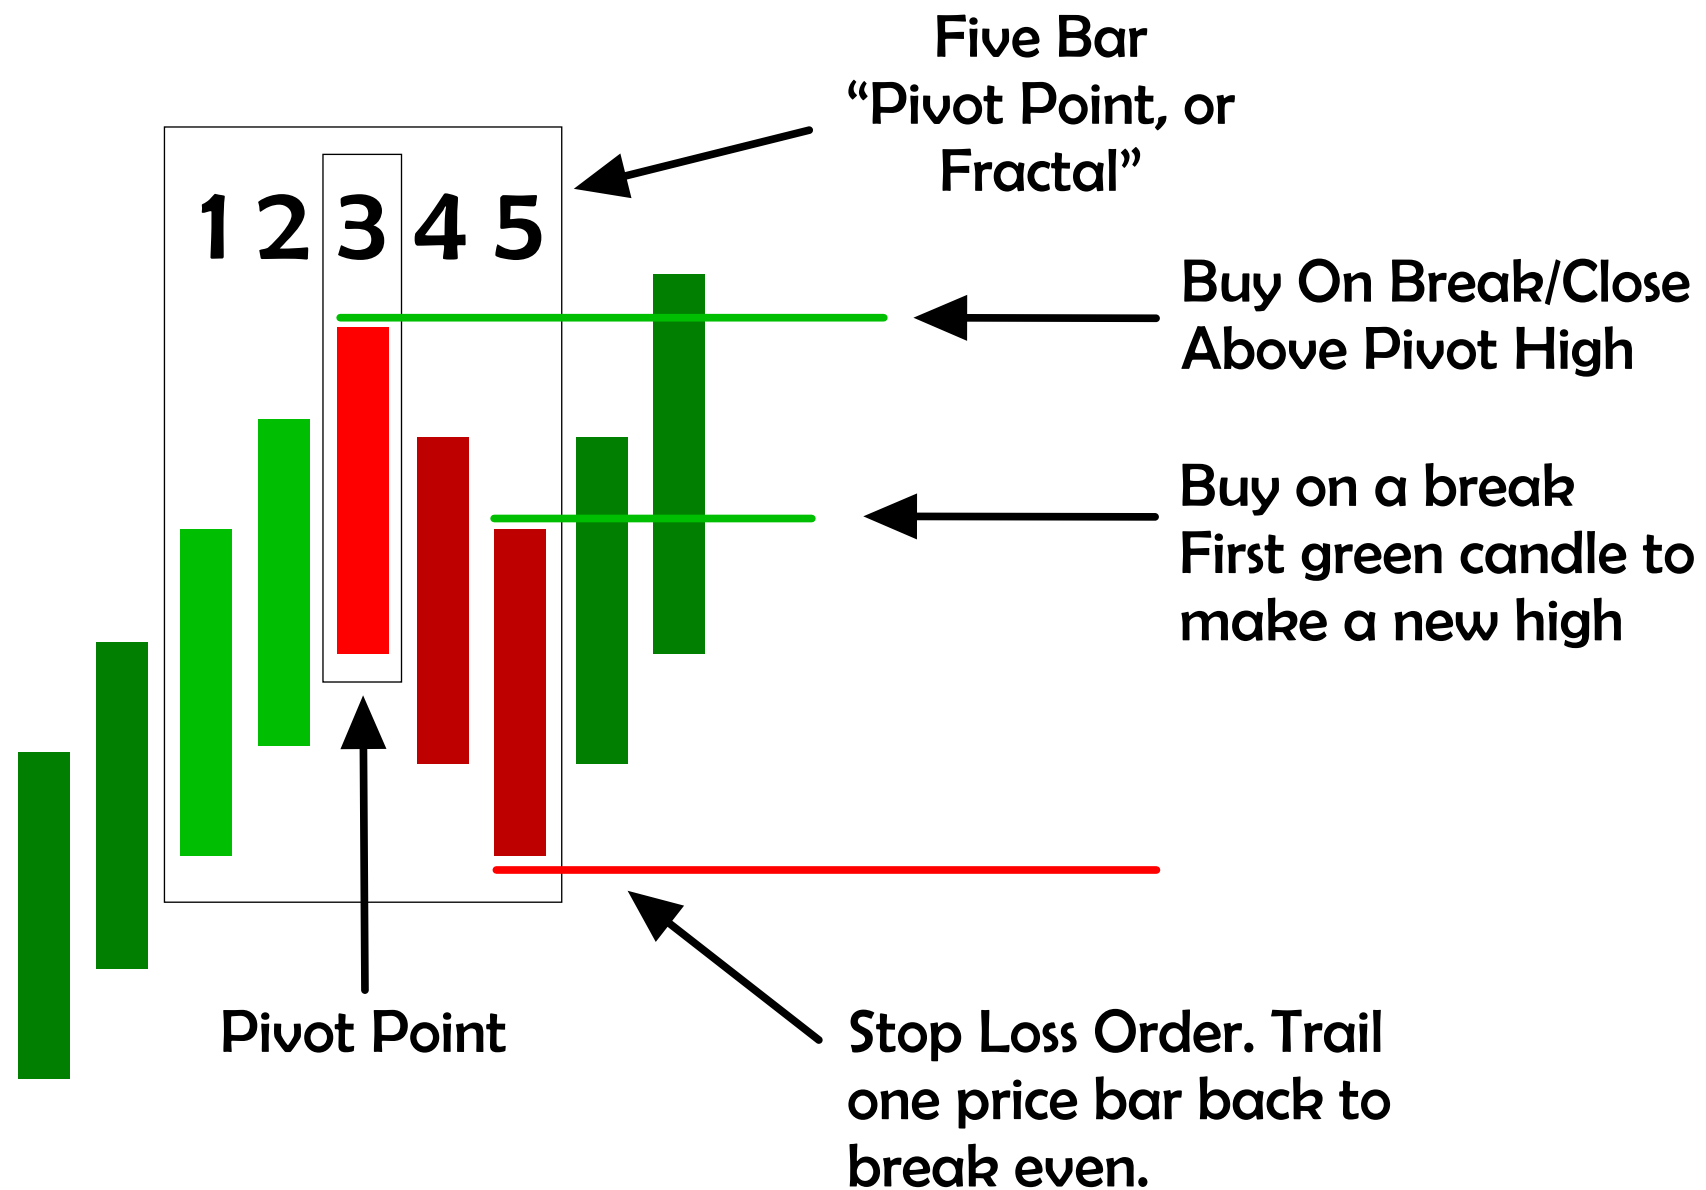 Five Bar
“Pivot Point, or
Fractal”
1 2 3 4 5
Buy On Break/Close
Above Pivot High
Buy on a break
First green candle to
make a new high
Pivot Point
Stop Loss Order. Trail
one price bar back to
break even.